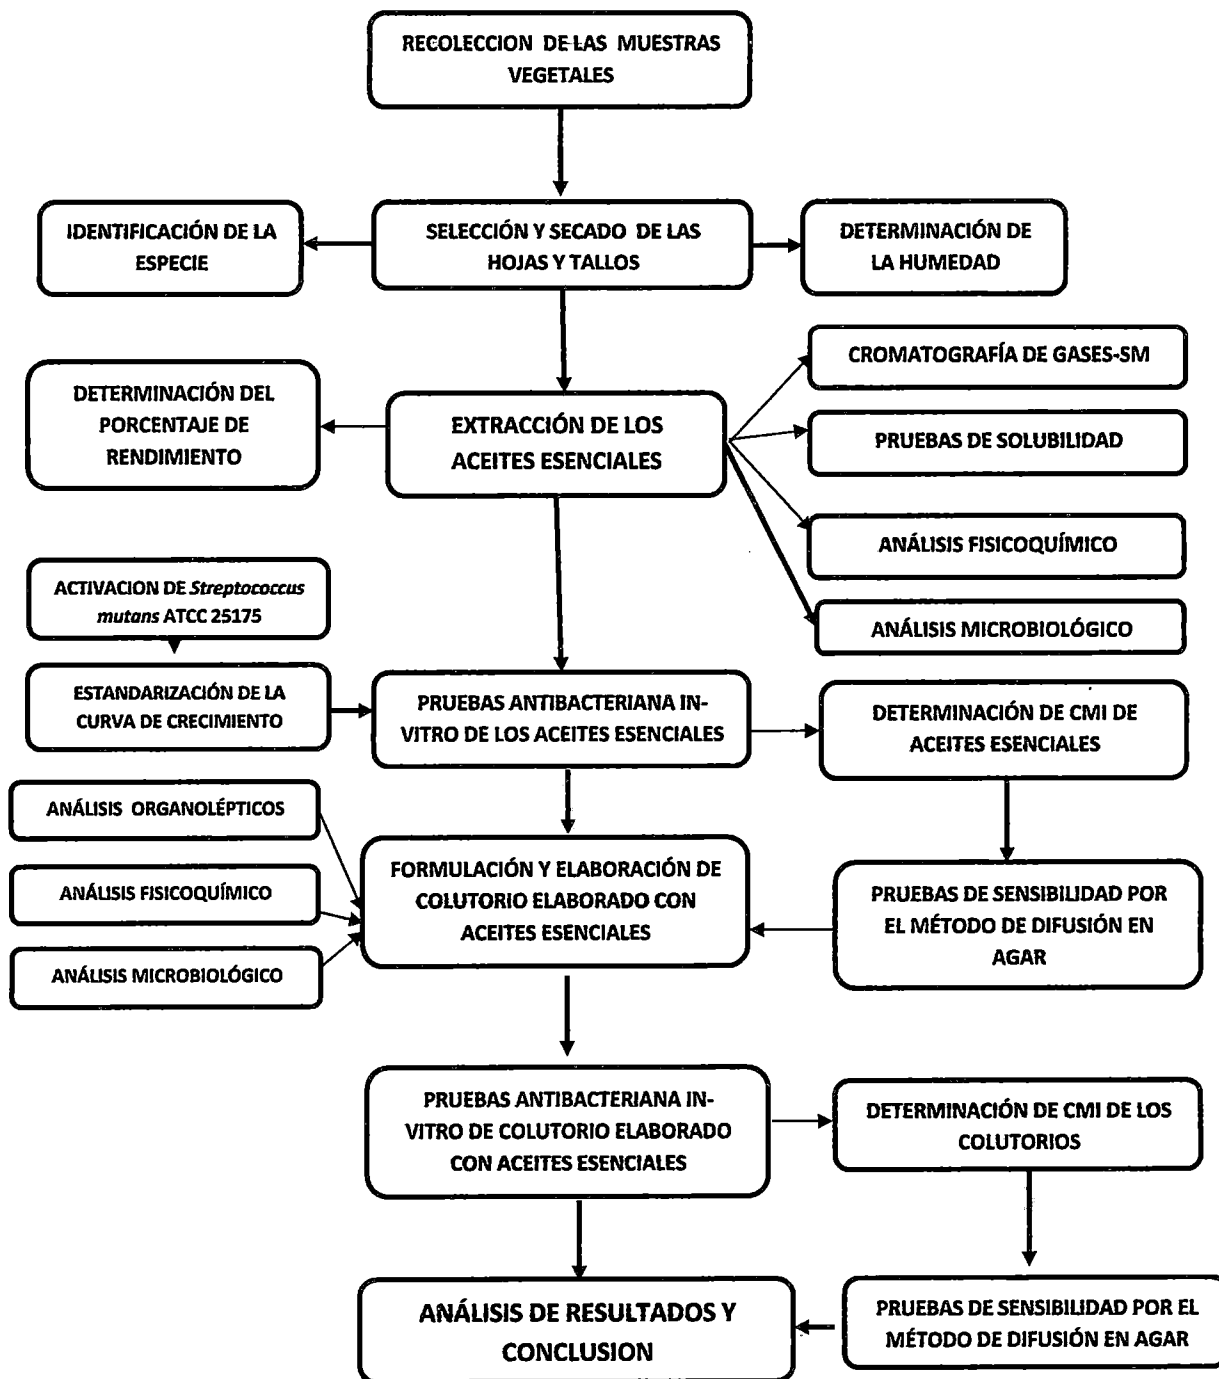 RECOLECCION DE LAS MUESTRAS
VEGETALES
IDENTIFICACIÓN DE LA
ESPECIE
SELECCIÓN Y SECADO DE LAS
HOJAS Y TALLOS
DETERMINACIÓN DE
LA HUMEDAD
DETERMINACIÓN DEL
PORCENTAJE DE
RENDIMIENTO
EXTRACCIÓN DE LOS
ACEITES ESENCIALES
CROMATOGRAFÍA DE GASES-SM
PRUEBAS DE SOLUBILIDAD
ANÁLISIS FISICOQUÍMICO
ANÁLISIS MICROBIOLÓGICO
ACTIVACION DE Streptococcus
mutans ATCC 25175
ESTANDARIZACIÓN DE LA
CURVA DE CRECIMIENTO
PRUEBAS ANTIBACTERIANA IN-
VITRO DE LOS ACEITES ESENCIALES
DETERMINACIÓN DE CMI DE
ACEITES ESENCIALES
ANÁLISIS ORGANOLÉPTICOS
ANÁLISIS FISICOQUÍMICO
ANÁLISIS MICROBIOLÓGICO
FORMULACIÓN Y ELABORACIÓN DE
COLUTORIO ELABORADO CON
ACEITES ESENCIALES
PRUEBAS DE SENSIBILIDAD POR
EL MÉTODO DE DIFUSIÓN EN
AGAR
PRUEBAS ANTIBACTERIANA IN-
VITRO DE COLUTORIO ELABORADO
CON ACEITES ESENCIALES
DETERMINACIÓN DE CMI DE LOS
COLUTORIOS
ANÁLISIS DE RESULTADOS Y
CONCLUSION
PRUEBAS DE SENSIBILIDAD POR EL
MÉTODO DE DIFUSIÓN EN AGAR